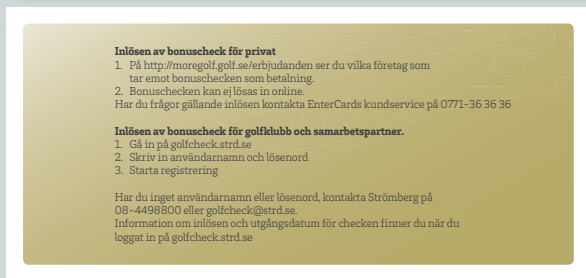 Inlösen av bonuscheck för privat
1. På http://moregolf.golf.se/erbjudanden ser du vilka företag som
tar emot bonuschecken som betalning.
2. Bonuschecken kan ej lösas in online.
Har du frågor gällande inlösen kontakta EnterCards kundservice på 0771-36 36 36
Inlösen av bonuscheck för golfklubb och samarbetspartner.
1. Gå in på golfcheck.strd.se
2. Skriv in användarnamn och lösenord
3. Starta registrering
Har du inget användarnamn eller lösenord, kontakta Strömberg på
08-4498800 eller golfcheck@strd.se.
Information om inlösen och utgångsdatum för checken finner du när du
loggat in på golfcheck.strd.se